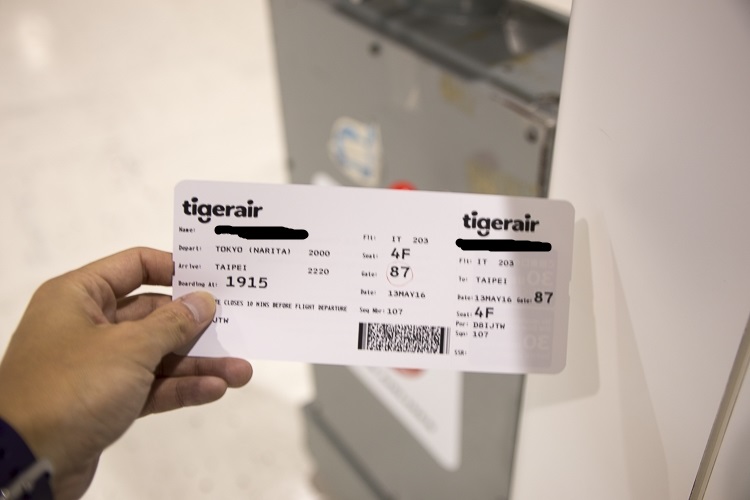 tigerair
Name:
Depart: TOKYO (NARITA) 2000
Arrive: TAIPEI 2220
Boarding At: 1915
CLOSES 10 MINS BEFORE FLIGHT DEPARTURE
Flt: IT 203
Seat: 4F
Gate: 87
Date: 13MAY16
Seq Nbr: 107
tigerair
Flt: IT 203
To: TAIPEI
Date: 13MAY16 Gate: 87
Seat: 4F
Pnr: D8IJTW
Sqn: 107
SSR: